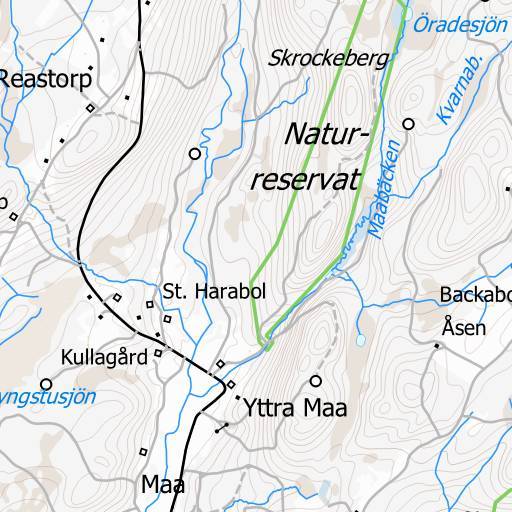 Öradesjön
Skrockeberg
Reastorp
Kvarnab.
Natur-
reservat
Maabäcken
St. Harabol
Backabo
Åsen
Kullagård
yngstusjön
Yttra Maa
Maa